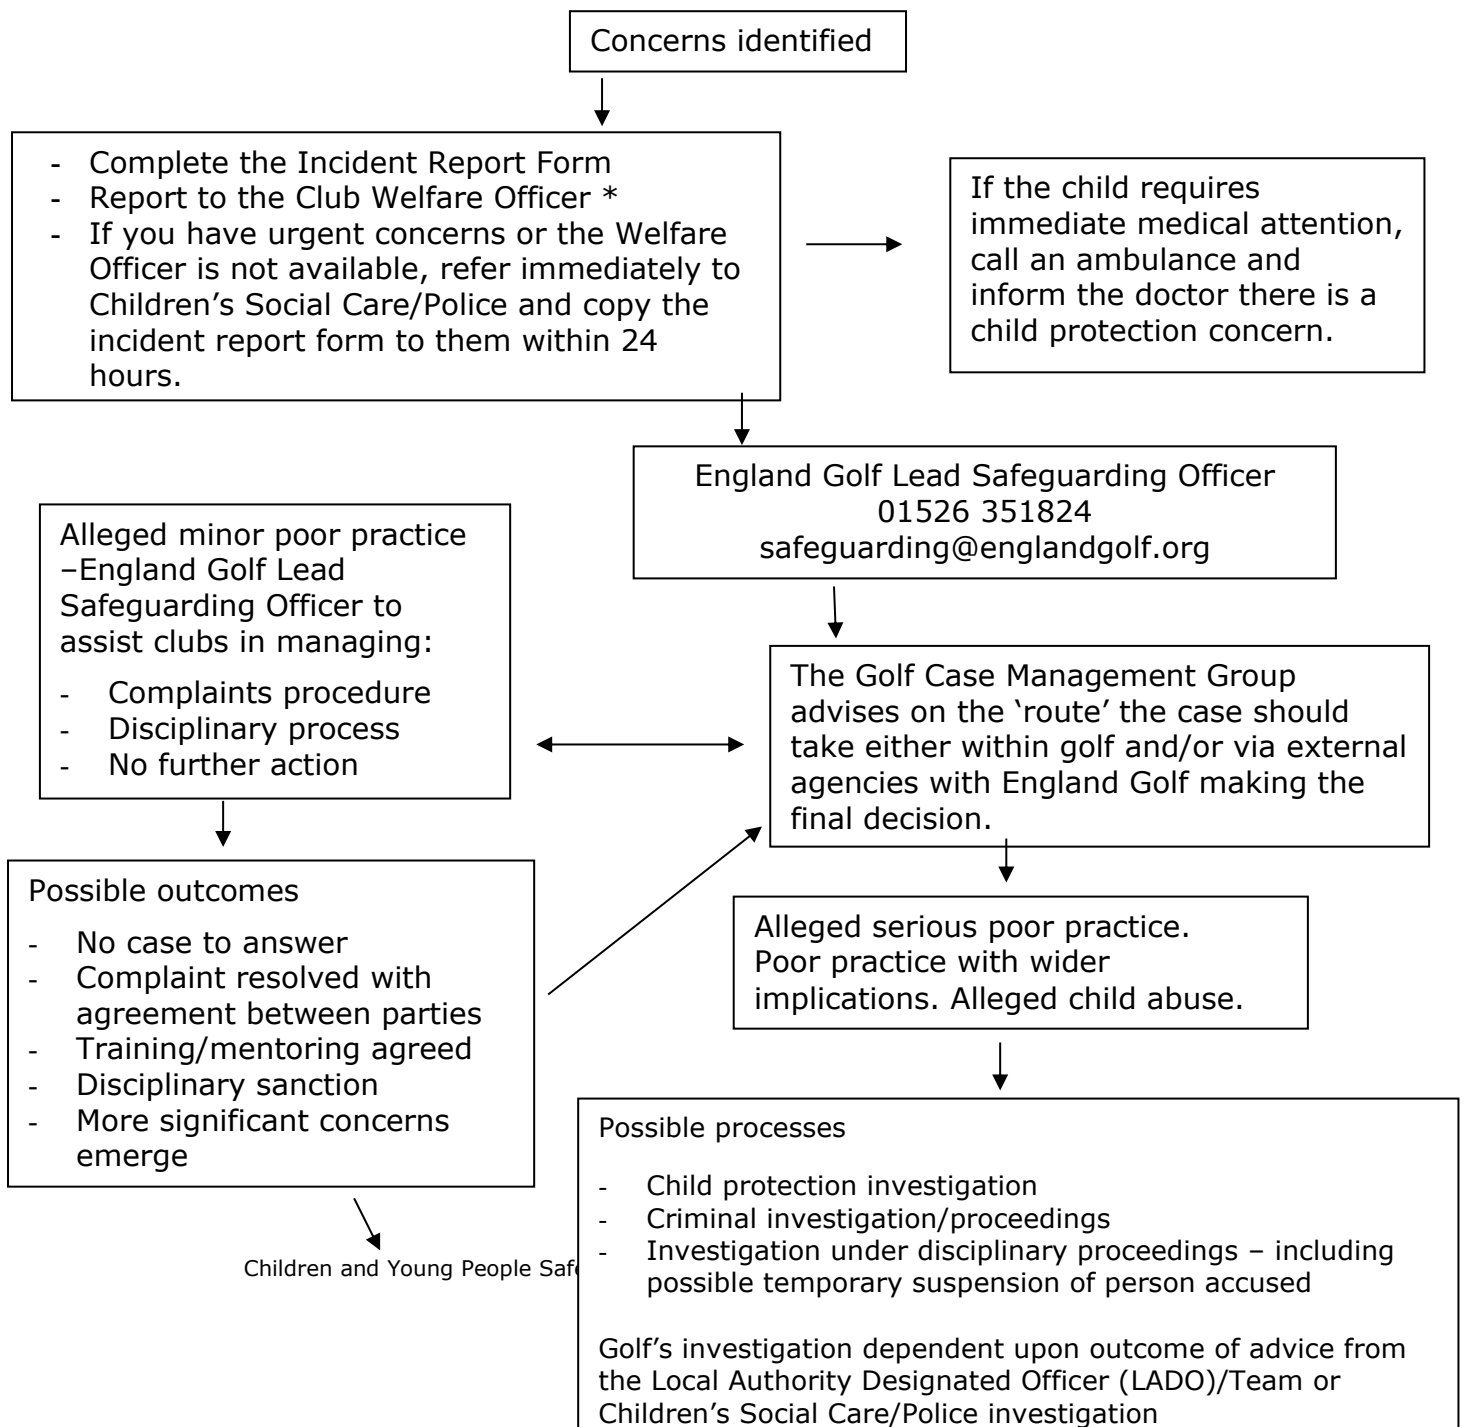 Concerns identified
- Complete the Incident Report Form
- Report to the Club Welfare Officer *
- If you have urgent concerns or the Welfare
Officer is not available, refer immediately to
Children’s Social Care/Police and copy the
incident report form to them within 24
hours.
If the child requires
immediate medical attention,
call an ambulance and
inform the doctor there is a
child protection concern.
England Golf Lead Safeguarding Officer
01526 351824
safeguarding@englandgolf.org
Alleged minor poor practice
–England Golf Lead
Safeguarding Officer to
assist clubs in managing:
- Complaints procedure
- Disciplinary process
- No further action
The Golf Case Management Group
advises on the ‘route’ the case should
take either within golf and/or via external
agencies with England Golf making the
final decision.
Possible outcomes
- No case to answer
- Complaint resolved with
agreement between parties
- Training/mentoring agreed
- Disciplinary sanction
- More significant concerns
emerge
Alleged serious poor practice.
Poor practice with wider
implications. Alleged child abuse.
Possible processes
- Child protection investigation
- Criminal investigation/proceedings
- Investigation under disciplinary proceedings – including
possible temporary suspension of person accused
Golf’s investigation dependent upon outcome of advice from
the Local Authority Designated Officer (LADO)/Team or
Children’s Social Care/Police investigation
Children and Young People